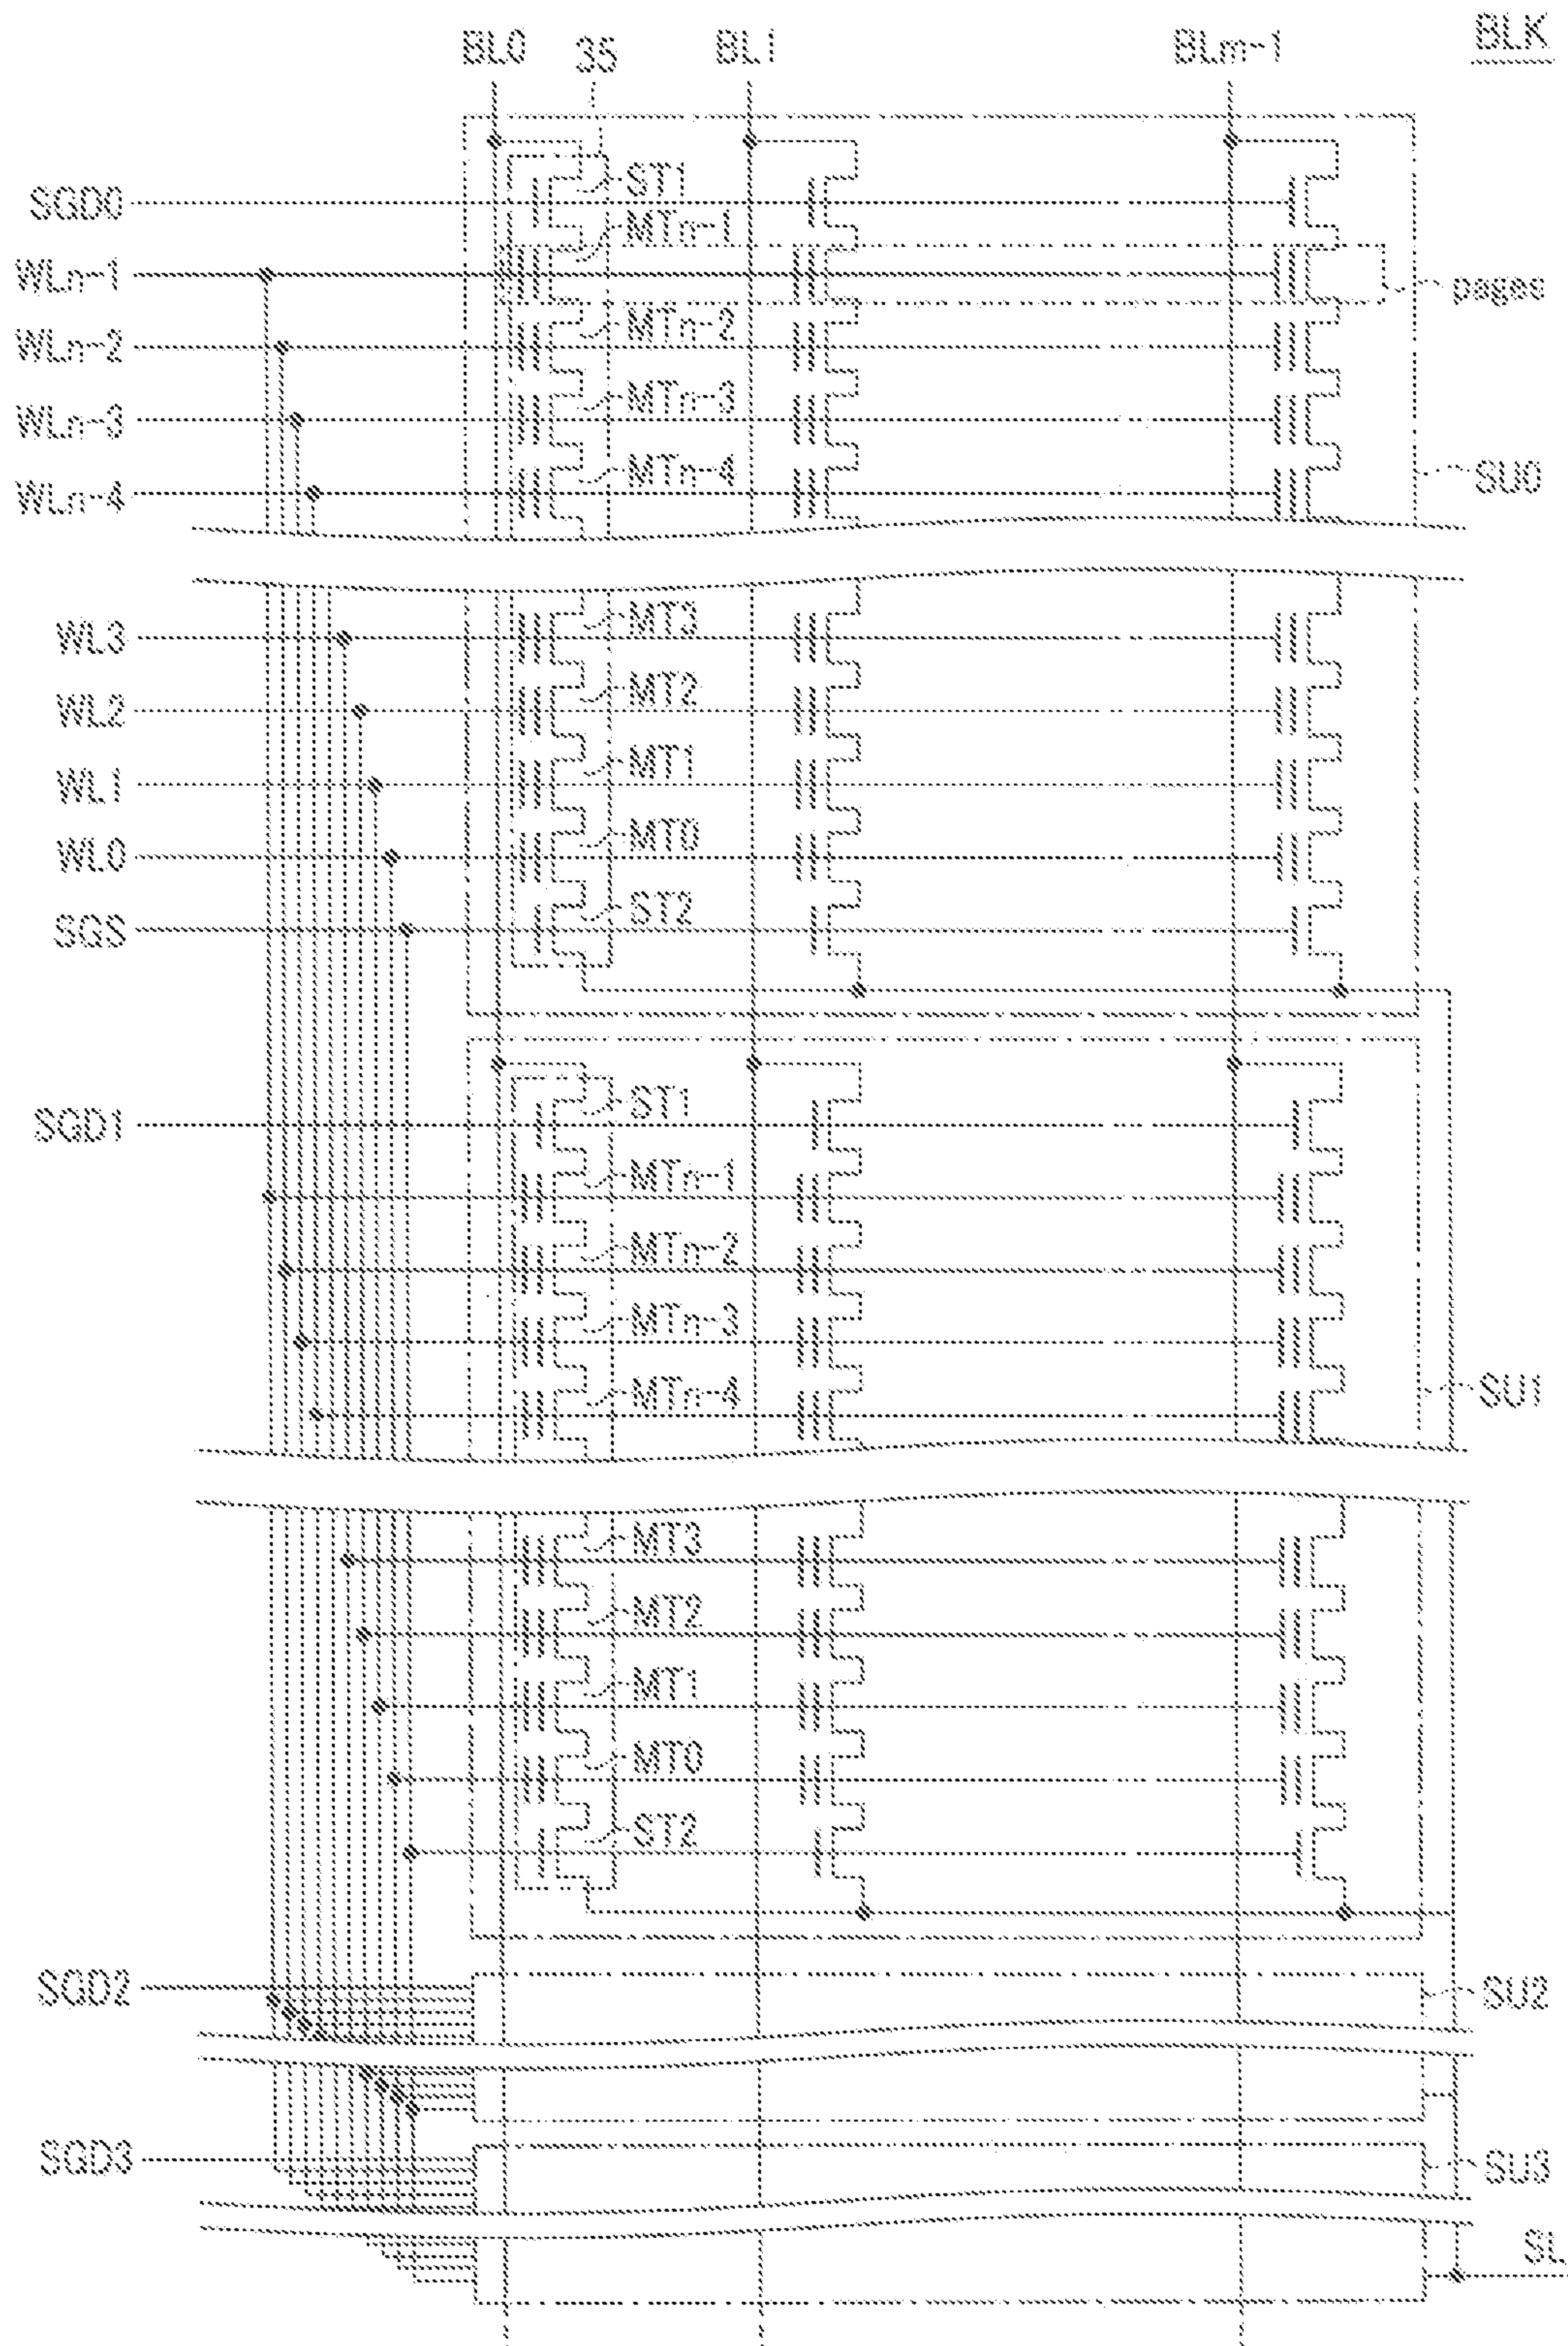 BL0 35 BL1 BLm-1 BLK
SGD0 ST1
MTn-1
WLn-1 pages
WLn-2 MTn-2
WLn-3 MTn-3
WLn-4 MTn-4 SU0
WL3 MT3
WL2 MT2
WL1 MT1
WL0 MT0
SGS ST2
SGD1 ST1
MTn-1
MTn-2
MTn-3
MTn-4 SU1
MT3
MT2
MT1
MT0
ST2
SGD2 SU2
SGD3 SU3
SL